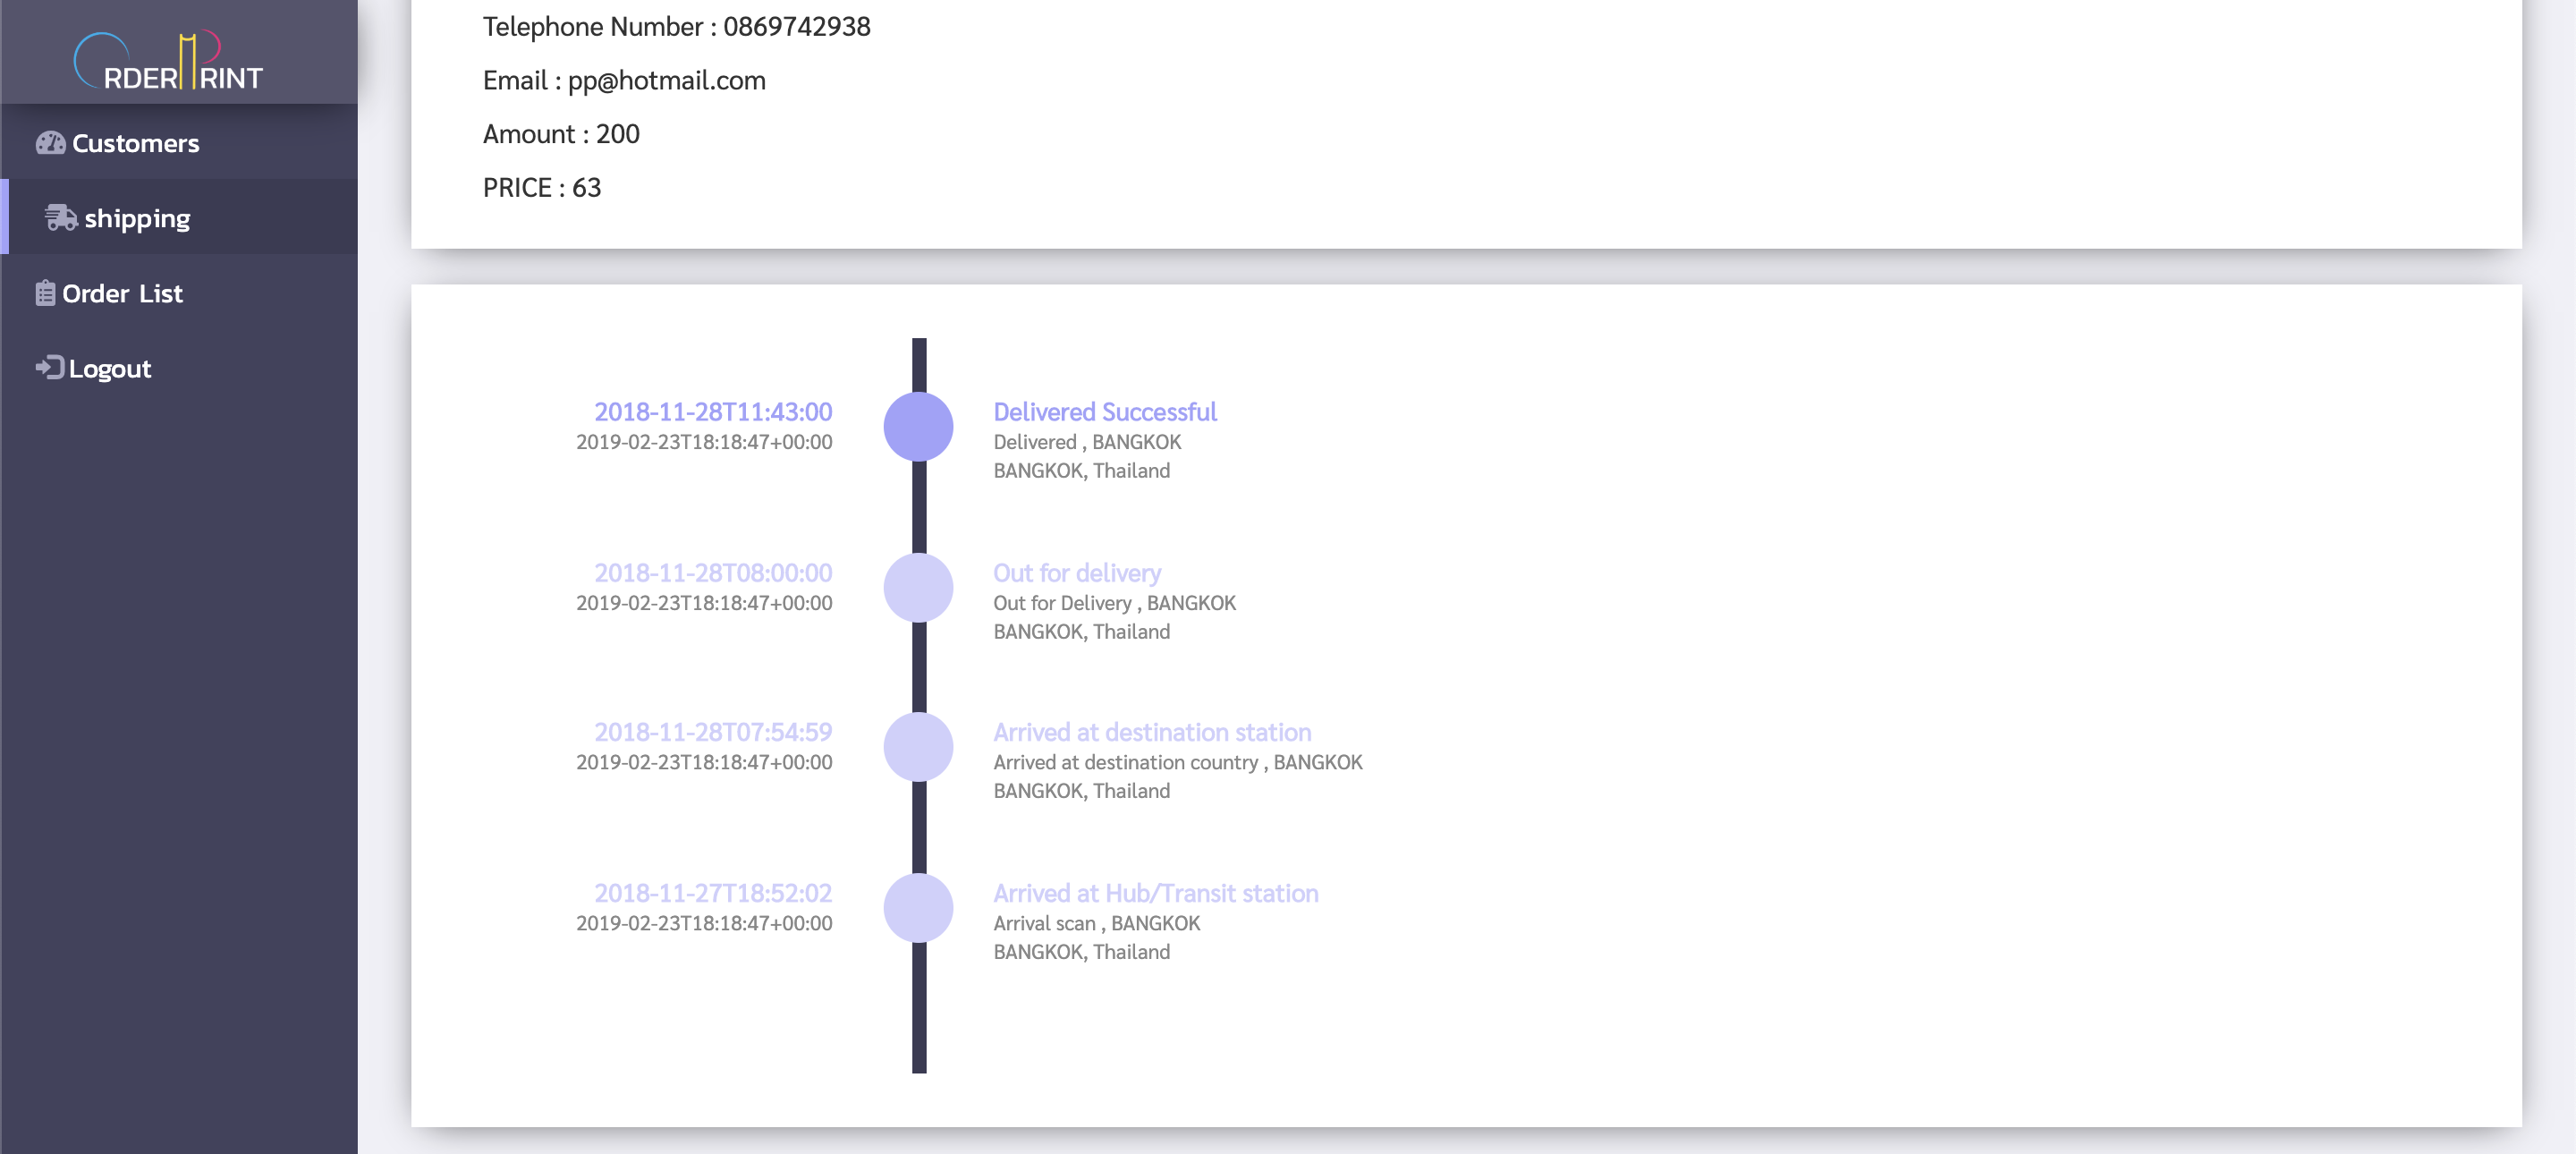 ORDERPRINT
Customers
shipping
Order List
Logout
Telephone Number : 0869742938
Email : pp@hotmail.com
Amount : 200
PRICE : 63
2018-11-28T11:43:00
2019-02-23T18:18:47+00:00
Delivered Successful
Delivered , BANGKOK
BANGKOK, Thailand
2018-11-28T08:00:00
2019-02-23T18:18:47+00:00
Out for delivery
Out for Delivery , BANGKOK
BANGKOK, Thailand
2018-11-28T07:54:59
2019-02-23T18:18:47+00:00
Arrived at destination station
Arrived at destination country , BANGKOK
BANGKOK, Thailand
2018-11-27T18:52:02
2019-02-23T18:18:47+00:00
Arrived at Hub/Transit station
Arrival scan , BANGKOK
BANGKOK, Thailand